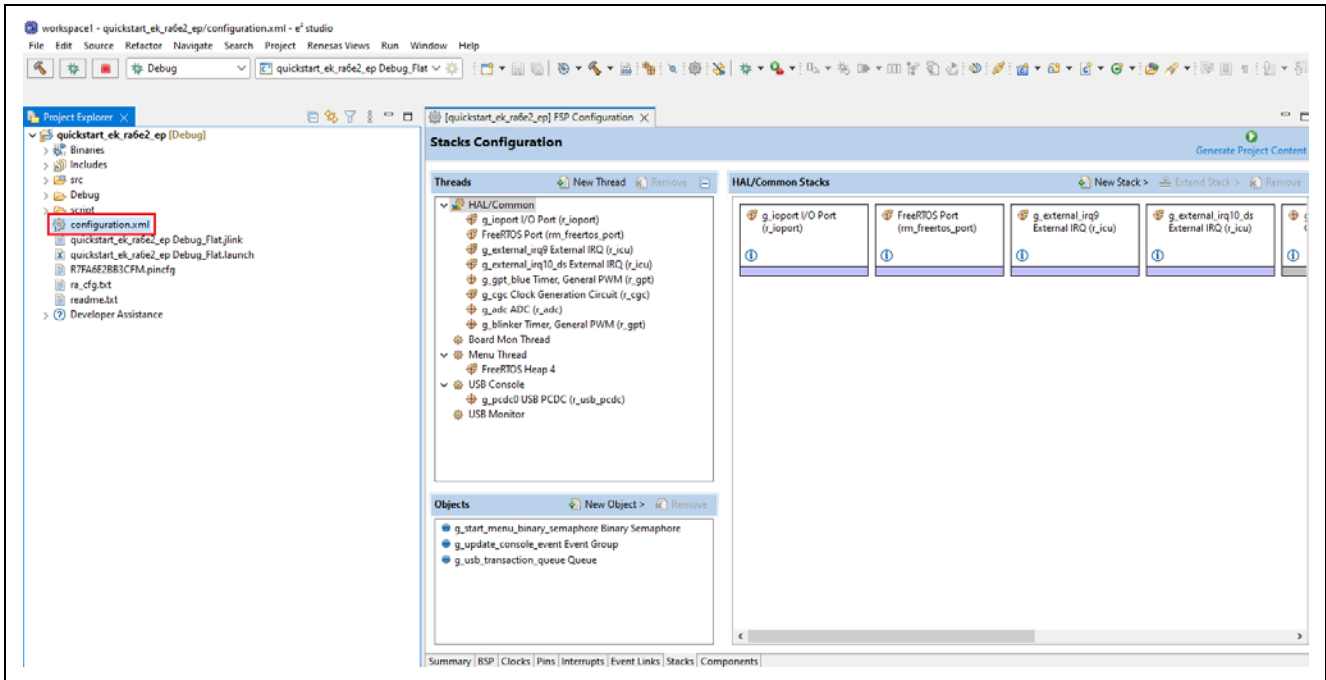 workspace1 - quickstart_ek_ra6e2_ep/configuration.xml - e² studio
File Edit Source Refactor Navigate Search Project Renesas Views Run Window Help
Debug
quickstart_ek_ra6e2_ep Debug_Flat
Project Explorer
quickstart_ek_ra6e2_ep [Debug]
Binaries
Includes
src
Debug
script
configuration.xml
quickstart_ek_ra6e2_ep Debug_Flat.jlink
quickstart_ek_ra6e2_ep Debug_Flat.launch
R7FA6E2BB3CFM.pincfg
ra_cfg.txt
readme.txt
Developer Assistance
[quickstart_ek_ra6e2_ep] FSP Configuration
Stacks Configuration
Generate Project Content
Threads
New Thread Remove
HAL/Common
g_ioport I/O Port (r_ioport)
FreeRTOS Port (rm_freertos_port)
g_external_irq9 External IRQ (r_icu)
g_external_irq10_ds External IRQ (r_icu)
g_gpt_blue Timer, General PWM (r_gpt)
g_cgc Clock Generation Circuit (r_cgc)
g_adc ADC (r_adc)
g_blinker Timer, General PWM (r_gpt)
Board Mon Thread
Menu Thread
FreeRTOS Heap 4
USB Console
g_pcdc0 USB PCDC (r_usb_pcdc)
USB Monitor
Objects
New Object > Remove
g_start_menu_binary_semaphore Binary Semaphore
g_update_console_event Event Group
g_usb_transaction_queue Queue
HAL/Common Stacks
New Stack > Extend Stack > Remove
g_ioport I/O Port
(r_ioport)
FreeRTOS Port
(rm_freertos_port)
g_external_irq9
External IRQ (r_icu)
g_external_irq10_ds
External IRQ (r_icu)
Summary BSP Clocks Pins Interrupts Event Links Stacks Components